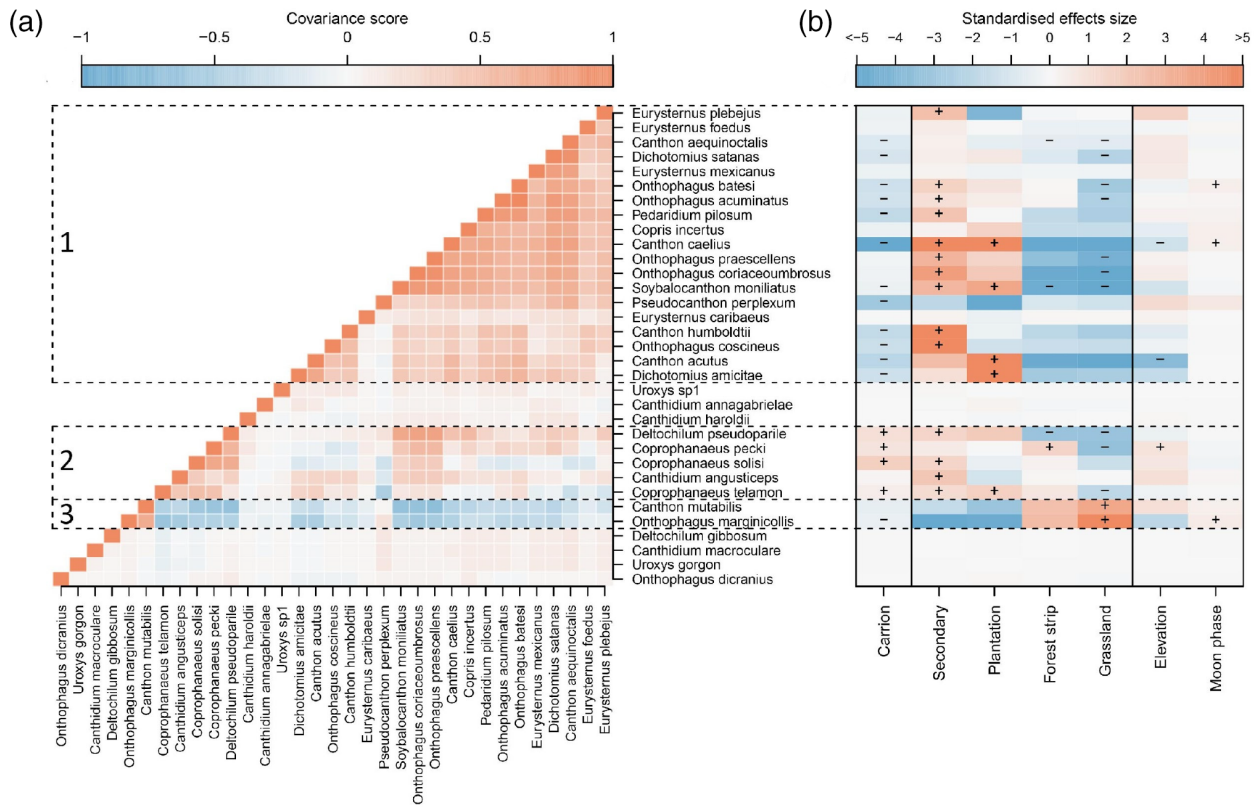 (a)
Covariance score
−1 −0.5 0 0.5 1
(b)
Standardised effects size
<−5 −4 −3 −2 −1 0 1 2 3 4 >5
1
2
3
Eurysternus plebejus +
Eurysternus foedus
Canthon aequinoctalis − − −
Dichotomius satanas − −
Eurysternus mexicanus
Onthophagus batesi − + − +
Onthophagus acuminatus − + −
Pedaridium pilosum − +
Copris incertus
Canthon caelius − + + − +
Onthophagus praescellens + −
Onthophagus coriaceoumbrosus + −
Soybalocanthon moniliatus − + + − −
Pseudocanthon perplexum −
Eurysternus caribaeus
Canthon humboldtii − +
Onthophagus coscineus − +
Canthon acutus − + −
Dichotomius amicitae − +
Uroxys sp1
Canthidium annagabrielae
Canthidium haroldii
Deltochilum pseudoparile + + − −
Coprophanaeus pecki + + − +
Coprophanaeus solisi + +
Canthidium angusticeps +
Coprophanaeus telamon + + + −
Canthon mutabilis +
Onthophagus marginicollis − + +
Deltochilum gibbosum
Canthidium macroculare
Uroxys gorgon
Onthophagus dicranius
Onthophagus dicranius
Uroxys gorgon
Canthidium macroculare
Deltochilum gibbosum
Onthophagus marginicollis
Canthon mutabilis
Coprophanaeus telamon
Canthidium angusticeps
Coprophanaeus solisi
Coprophanaeus pecki
Deltochilum pseudoparile
Canthidium haroldii
Canthidium annagabrielae
Uroxys sp1
Dichotomius amicitae
Canthon acutus
Onthophagus coscineus
Canthon humboldtii
Eurysternus caribaeus
Pseudocanthon perplexum
Soybalocanthon moniliatus
Onthophagus coriaceoumbrosus
Onthophagus praescellens
Canthon caelius
Copris incertus
Pedaridium pilosum
Onthophagus acuminatus
Onthophagus batesi
Eurysternus mexicanus
Dichotomius satanas
Canthon aequinoctalis
Eurysternus foedus
Eurysternus plebejus
Carrion
Secondary
Plantation
Forest strip
Grassland
Elevation
Moon phase